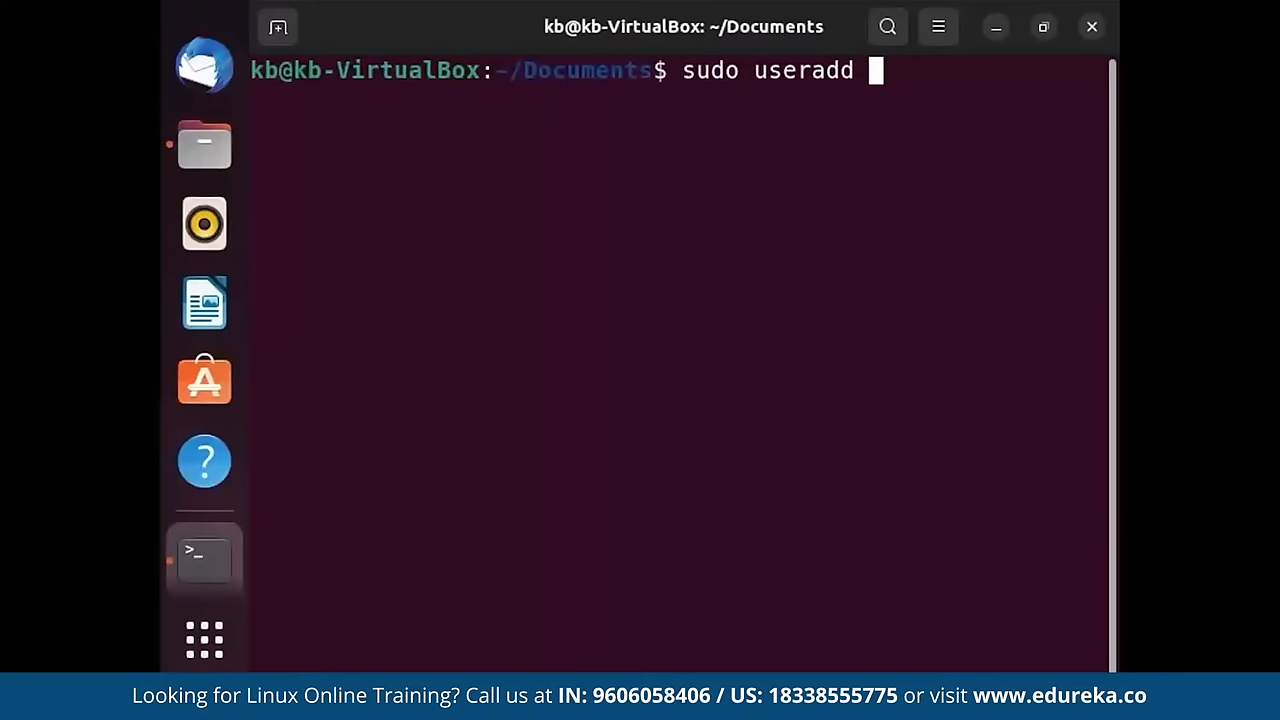 kb@kb-VirtualBox: ~/Documents
kb@kb-VirtualBox:~/Documents$ sudo useradd
Looking for Linux Online Training? Call us at IN: 9606058406 / US: 18338555775 or visit www.edureka.co